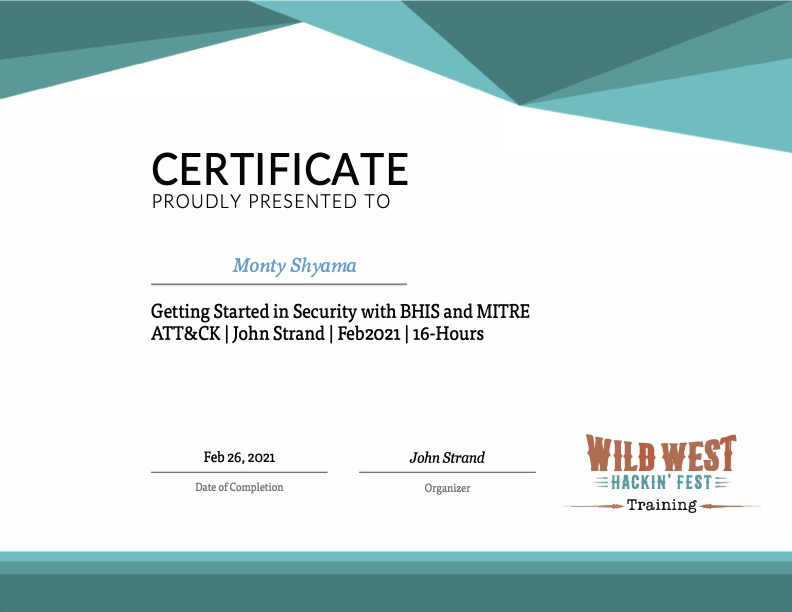 CERTIFICATE
PROUDLY PRESENTED TO
Monty Shyama
Getting Started in Security with BHIS and MITRE
ATT&CK | John Strand | Feb2021 | 16-Hours
Feb 26, 2021
John Strand
Date of Completion
Organizer
WILD WEST
HACKIN' FEST
Training